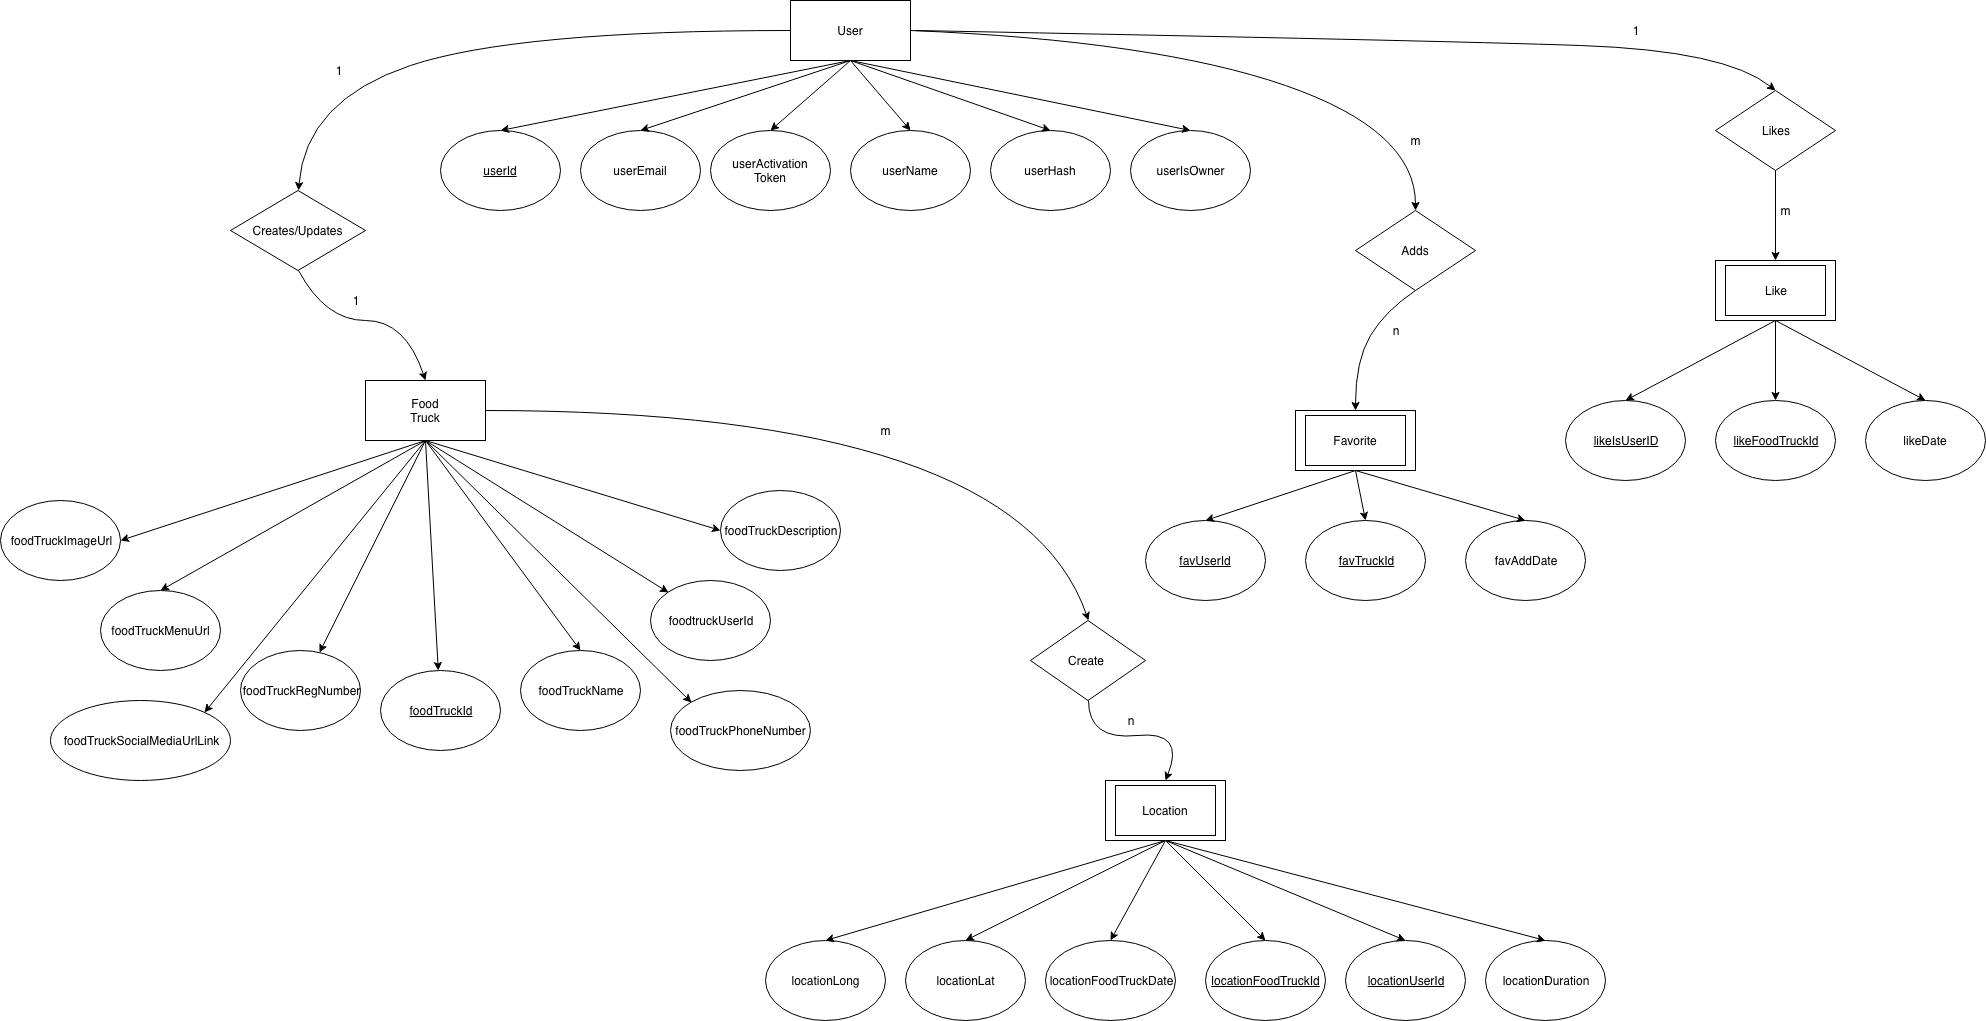 User
1
1
userId
userEmail
userActivation
Token
userName
userHash
userIsOwner
m
Likes
m
Creates/Updates
Adds
1
n
Like
Food
Truck
m
Favorite
likeIsUserID
likeFoodTruckId
likeDate
foodTruckImageUrl
foodTruckDescription
favUserId
favTruckId
favAddDate
foodTruckMenuUrl
foodtruckUserId
Create
foodTruckRegNumber
foodTruckId
foodTruckName
foodTruckSocialMediaUrlLink
foodTruckPhoneNumber
n
Location
locationLong
locationLat
locationFoodTruckDate
locationFoodTruckId
locationUserId
locationDuration